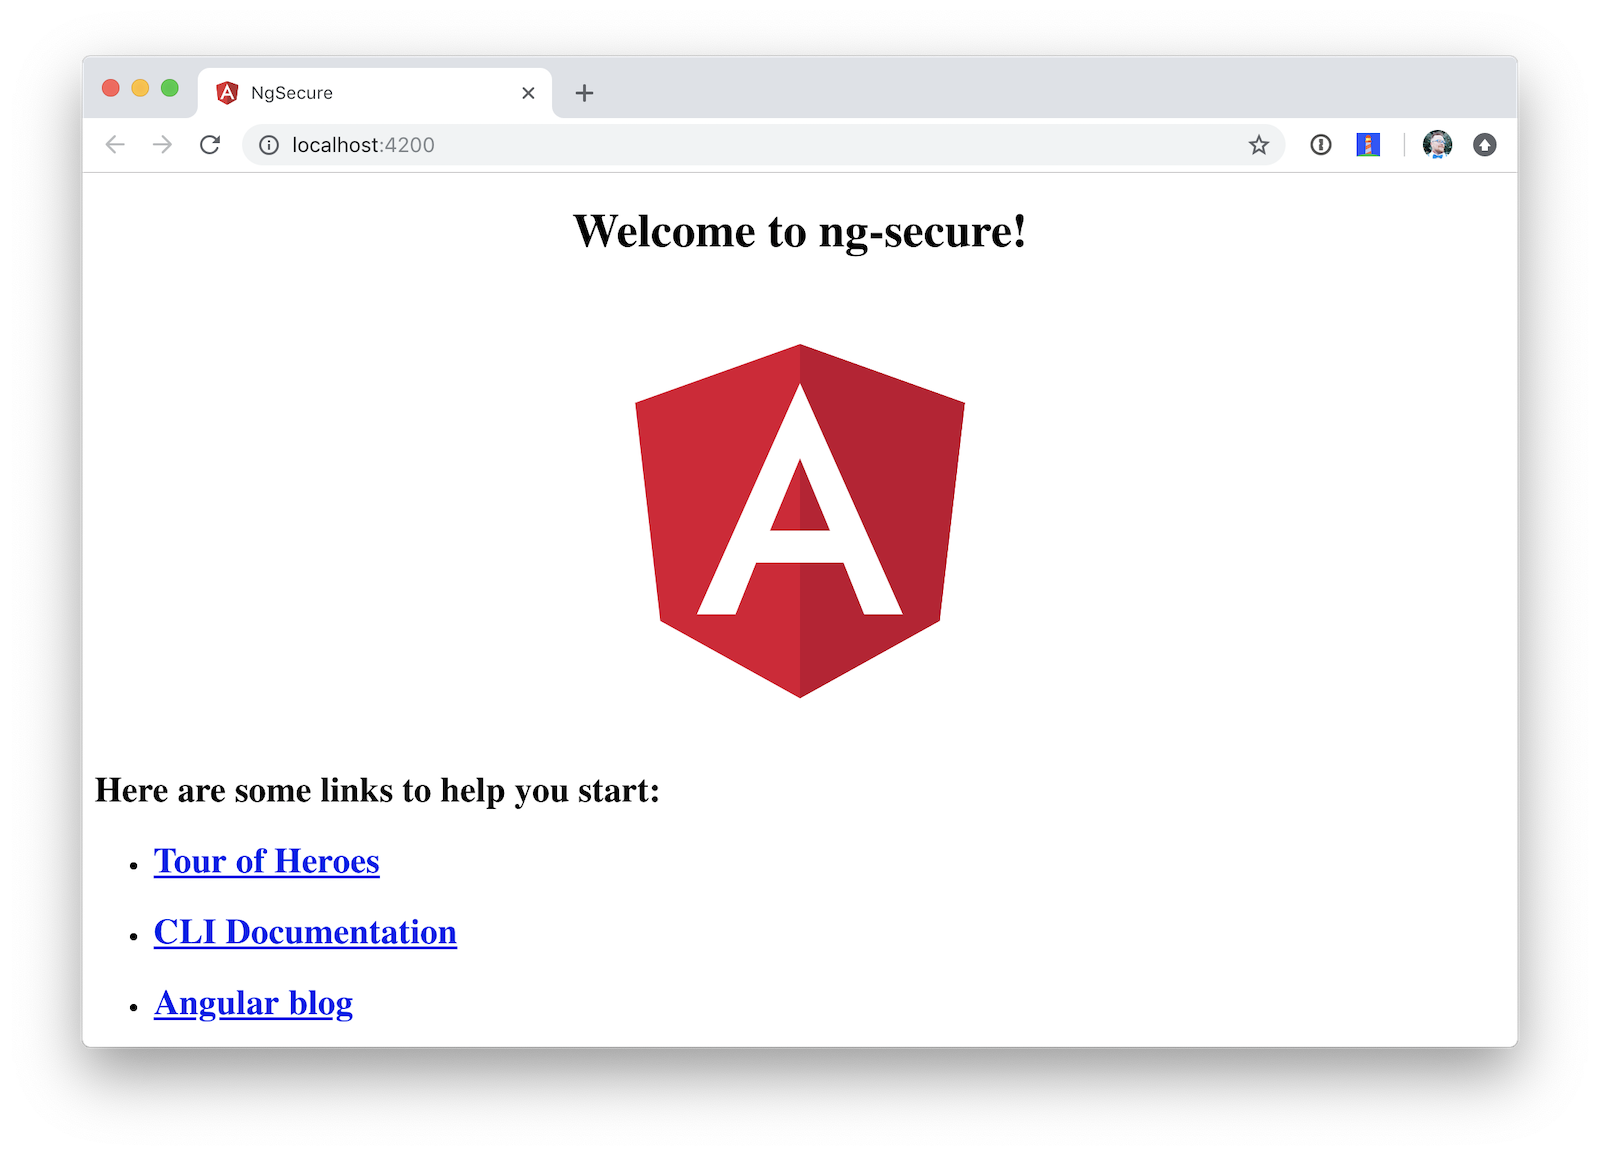 NgSecure
localhost:4200
Welcome to ng-secure!
A
Here are some links to help you start:
Tour of Heroes
CLI Documentation
Angular blog